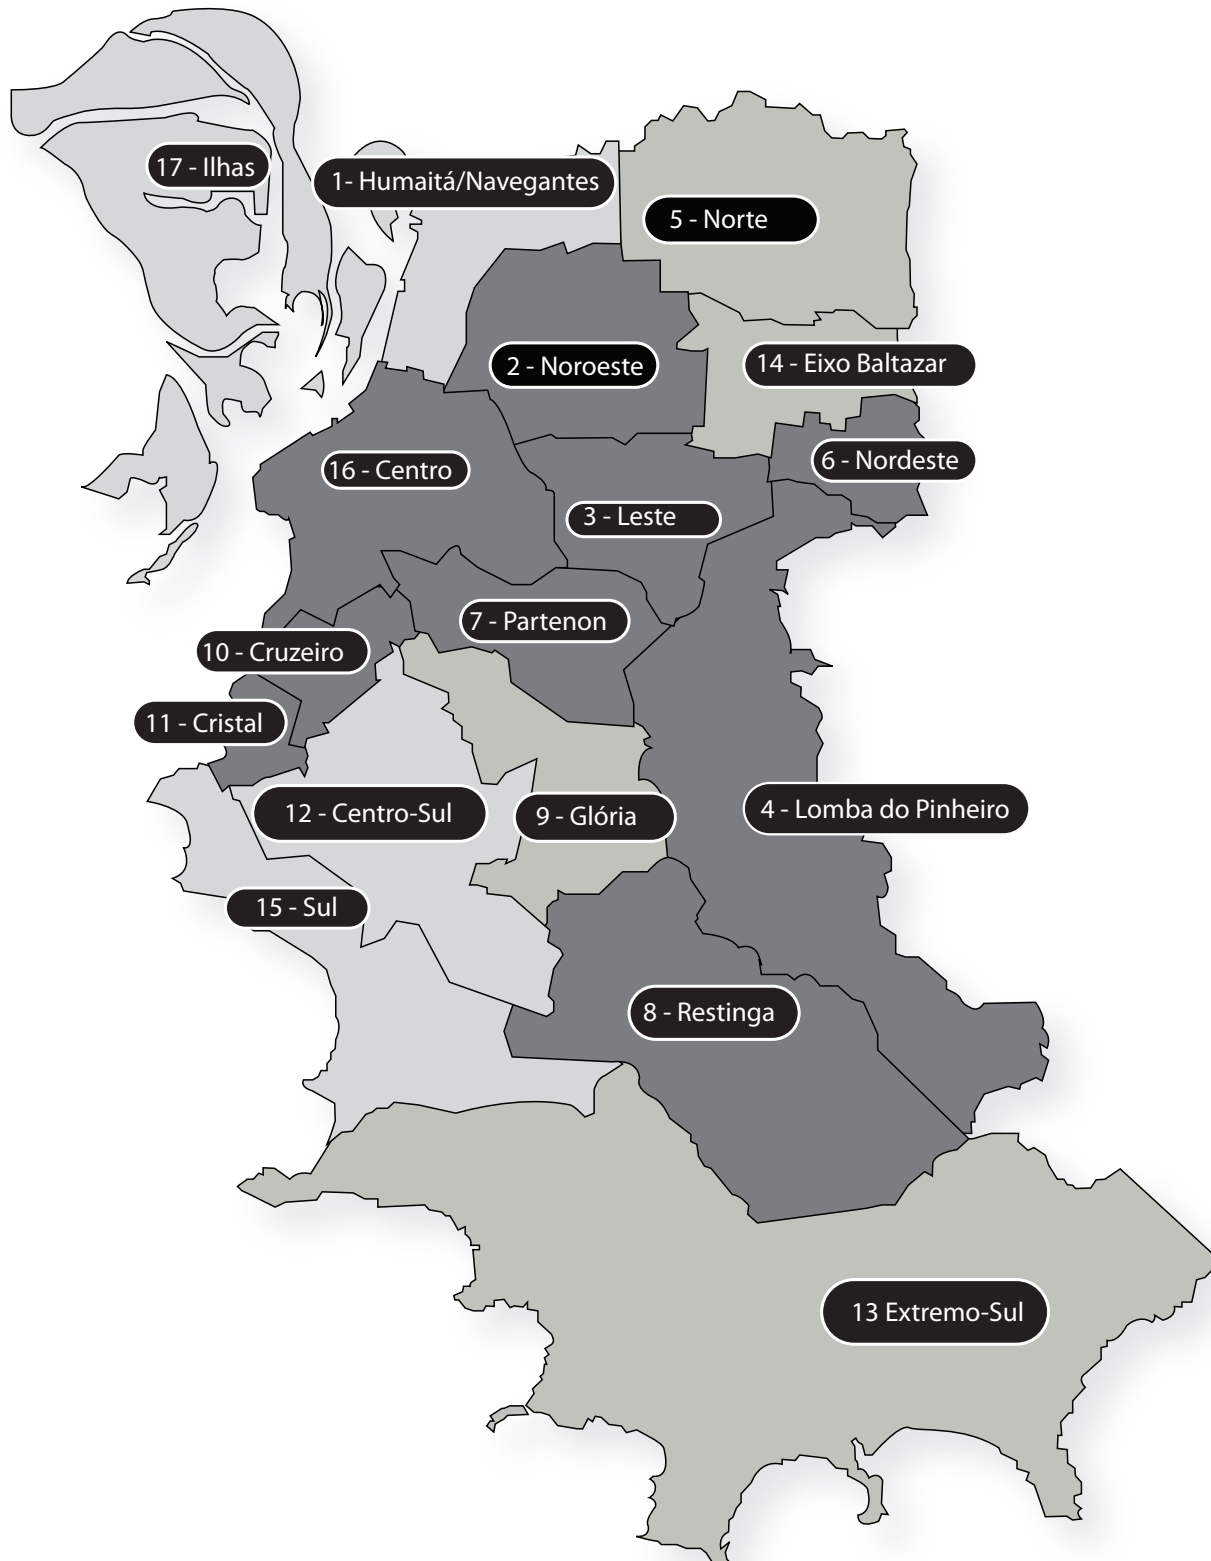 17 - Ilhas
1- Humaitá/Navegantes
5 - Norte
2 - Noroeste
14 - Eixo Baltazar
16 - Centro
6 - Nordeste
3 - Leste
7 - Partenon
10 - Cruzeiro
11 - Cristal
12 - Centro-Sul
9 - Glória
4 - Lomba do Pinheiro
15 - Sul
8 - Restinga
13 Extremo-Sul